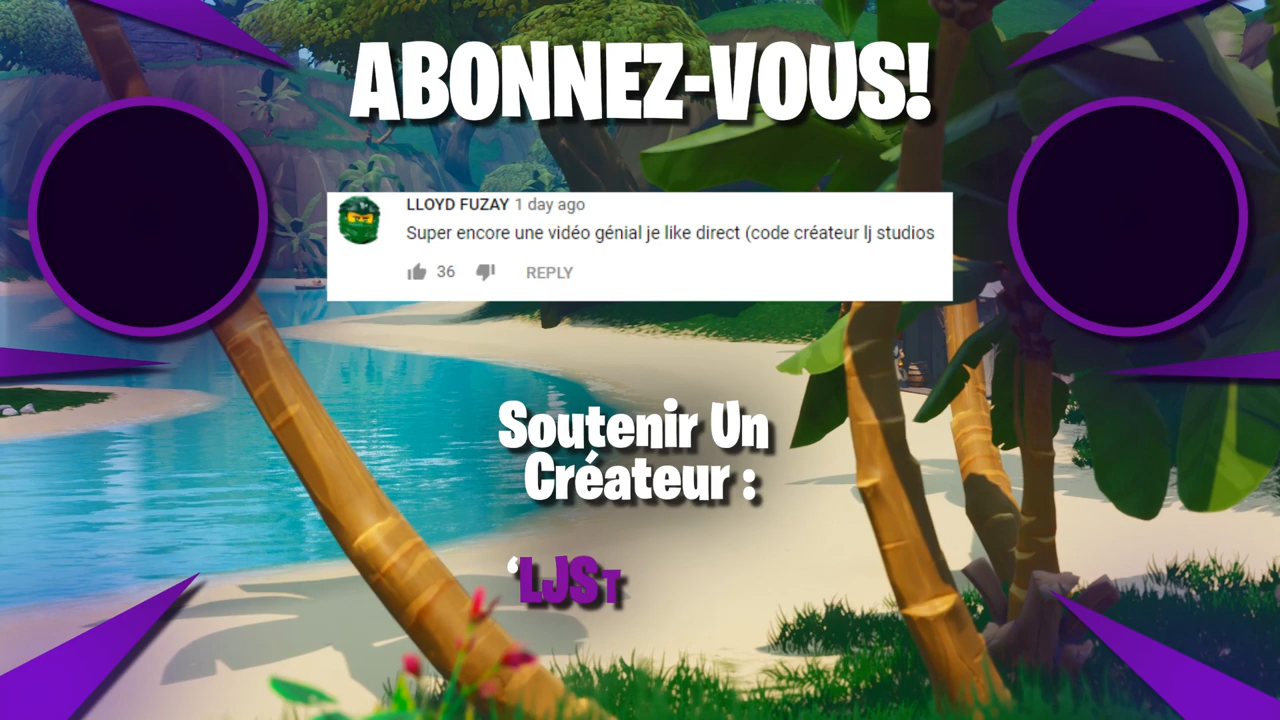 ABONNEZ-VOUS!
LLOYD FUZAY 1 day ago
Super encore une vidéo génial je like direct (code créateur lj studios
36 REPLY
Soutenir Un
Créateur :
‘LJST